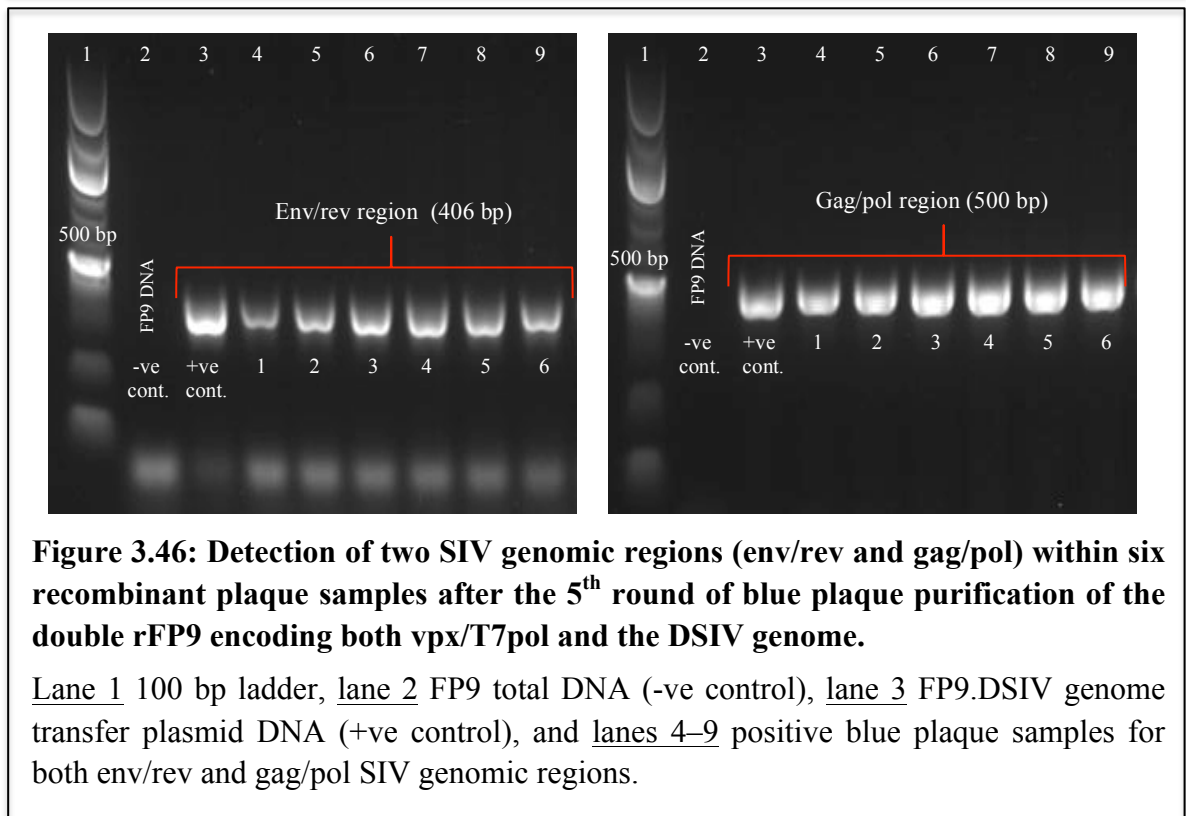 1 2 3 4 5 6 7 8 9
Env/rev region (406 bp)
500 bp
FP9 DNA
-ve cont.
+ve cont.
1 2 3 4 5 6
1 2 3 4 5 6 7 8 9
Gag/pol region (500 bp)
500 bp
FP9 DNA
-ve cont.
+ve cont.
1 2 3 4 5 6
Figure 3.46: Detection of two SIV genomic regions (env/rev and gag/pol) within six
recombinant plaque samples after the 5th round of blue plaque purification of the
double rFP9 encoding both vpx/T7pol and the DSIV genome.
Lane 1 100 bp ladder, lane 2 FP9 total DNA (-ve control), lane 3 FP9.DSIV genome
transfer plasmid DNA (+ve control), and lanes 4–9 positive blue plaque samples for
both env/rev and gag/pol SIV genomic regions.